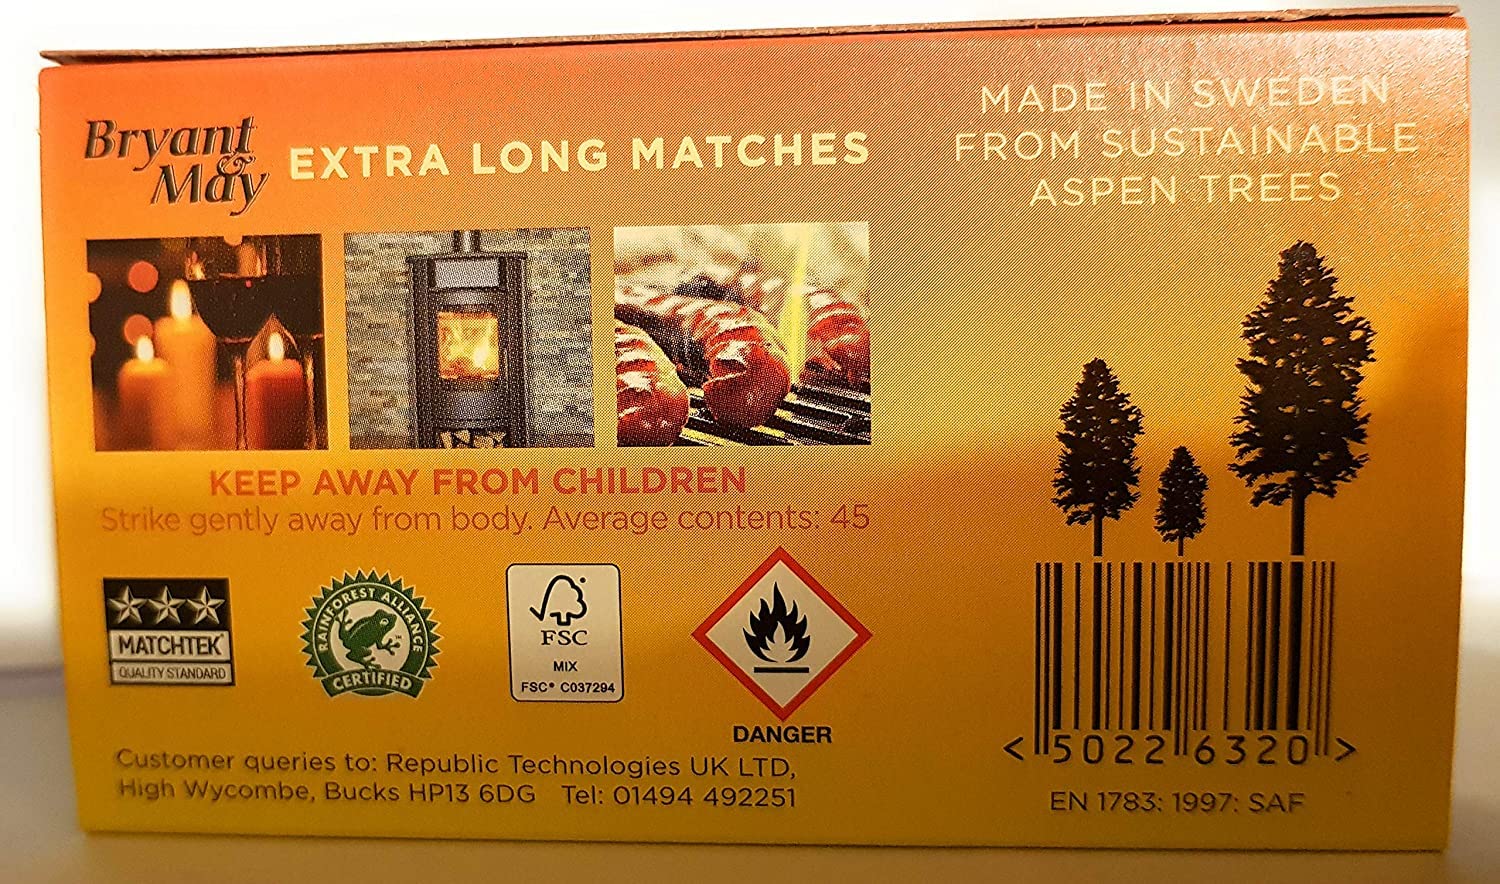 Bryant
&
May
EXTRA LONG MATCHES
MADE IN SWEDEN
FROM SUSTAINABLE
ASPEN TREES
KEEP AWAY FROM CHILDREN
Strike gently away from body. Average contents: 45
MATCHTEK
QUALITY STANDARD
RAINFOREST ALLIANCE
TM
CERTIFIED
FSC
MIX
FSC® C037294
DANGER
Customer queries to: Republic Technologies UK LTD,
High Wycombe, Bucks HP13 6DG Tel: 01494 492251
< 5022 6320 >
EN 1783: 1997: SAF